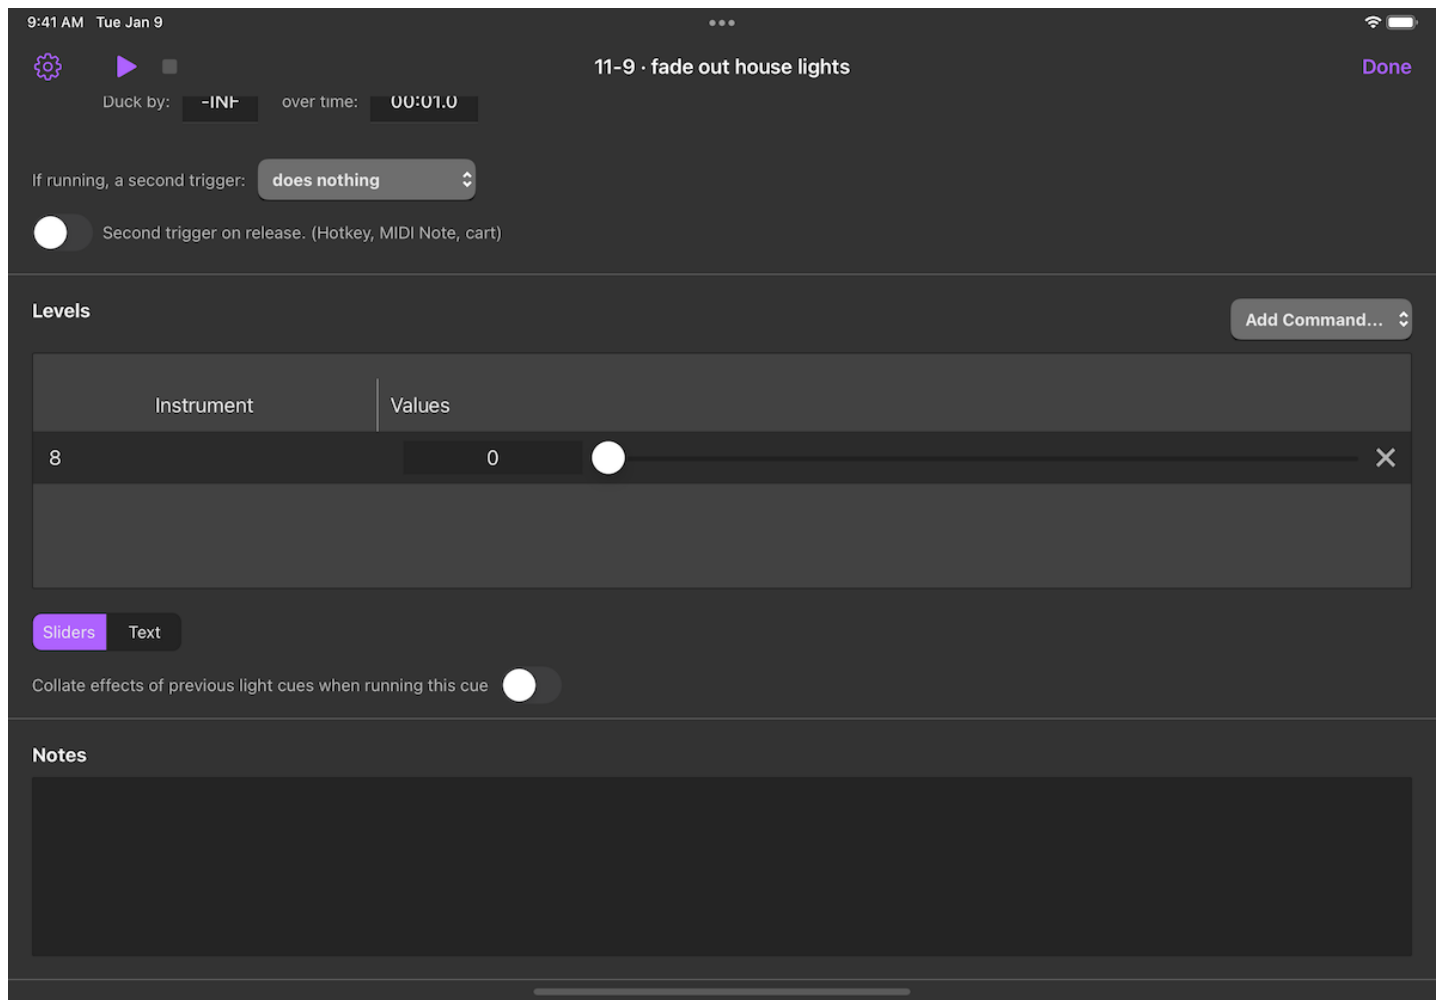 9:41 AM Tue Jan 9
11-9 · fade out house lights
Done
Duck by: -INF over time: 00:01.0
If running, a second trigger: does nothing
Second trigger on release. (Hotkey, MIDI Note, cart)
Levels
Add Command...
Instrument Values
8 0
Sliders Text
Collate effects of previous light cues when running this cue
Notes